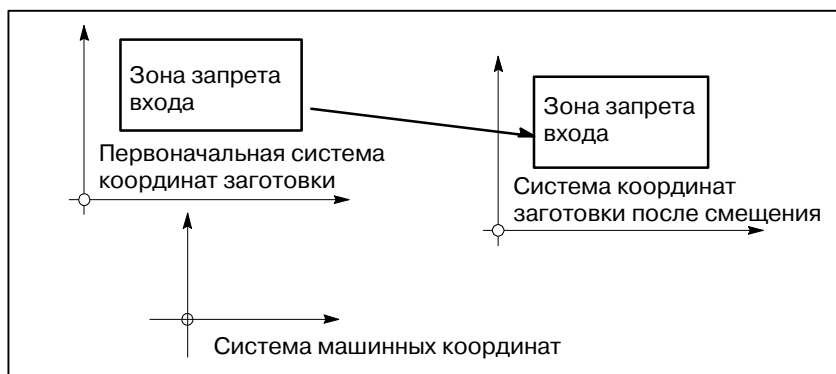 Зона запрета
входа
Первоначальная система
координат заготовки
Зона запрета
входа
Система координат
заготовки после смещения
Система машинных координат